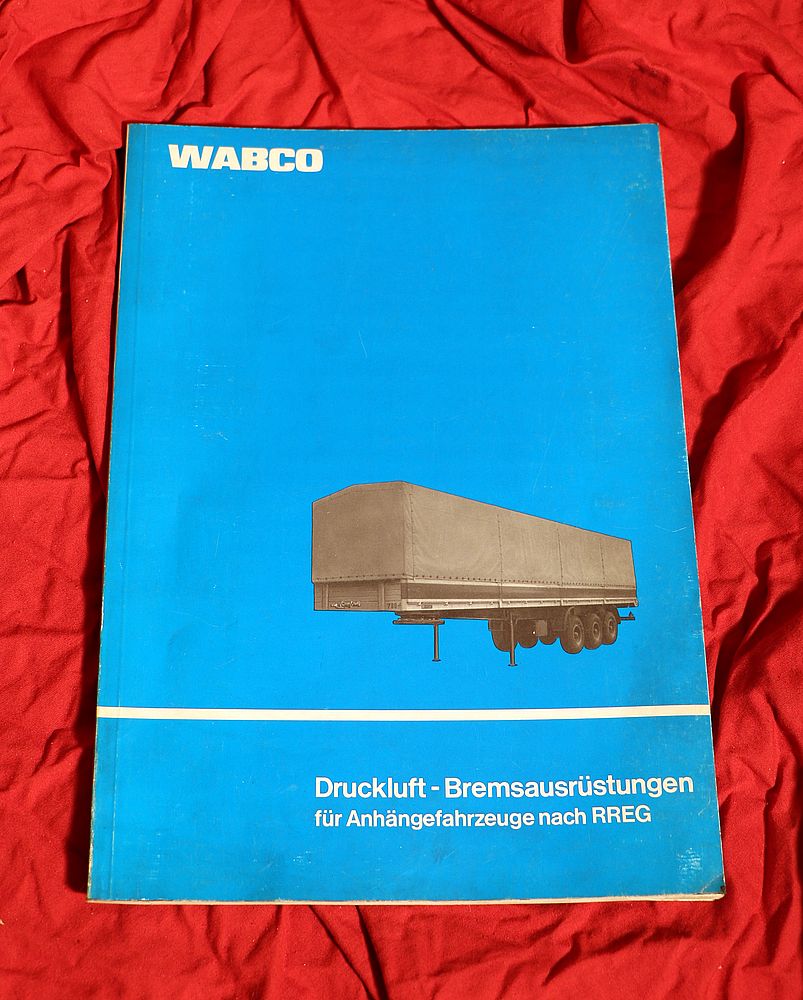 WABCO
Druckluft - Bremsausrüstungen
für Anhängefahrzeuge nach RREG